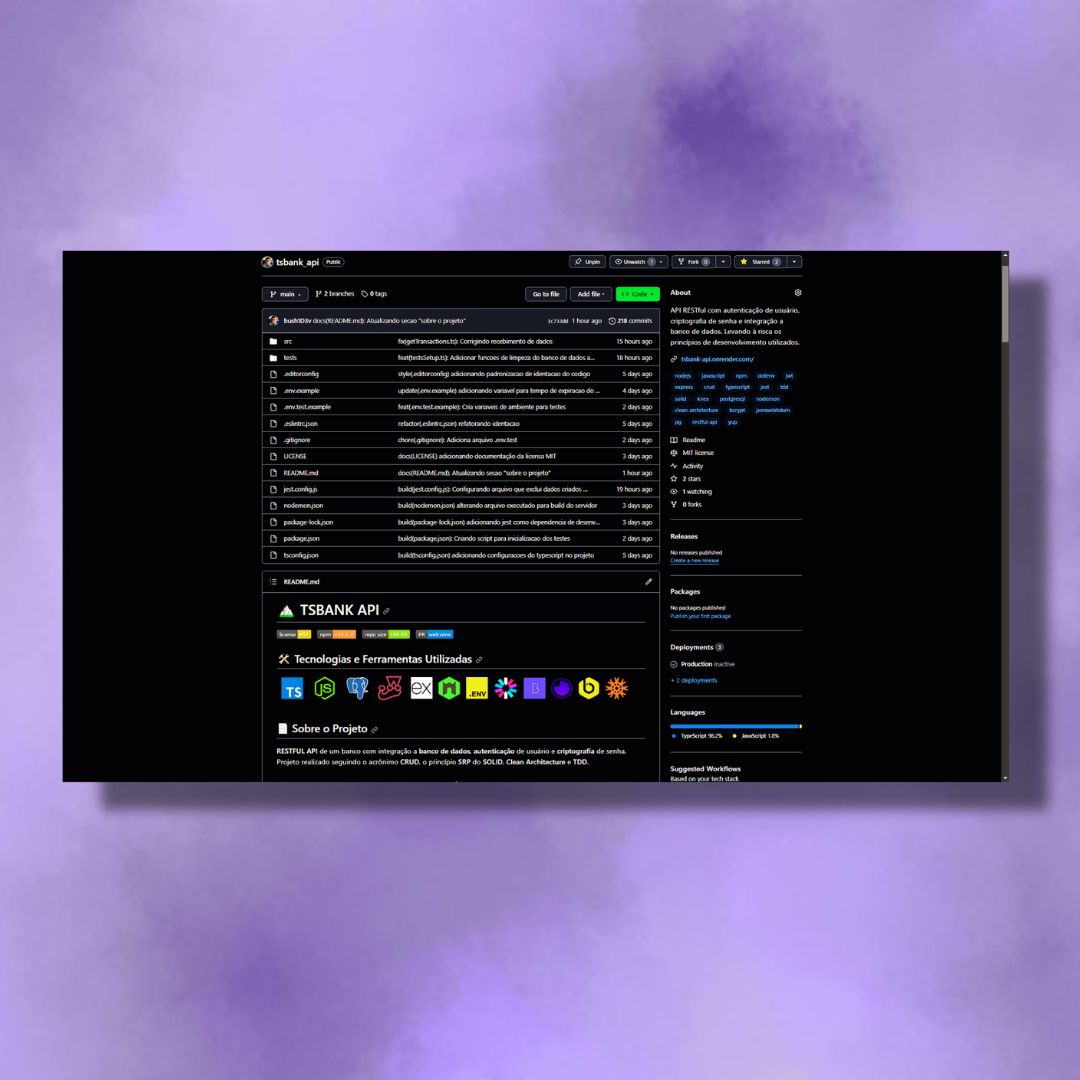 tsbank_api Public
Unpin Unwatch 1 Fork 0 Starred 2
main 2 branches 0 tags Go to file Add file Code
bush1D3v docs(README.md): Atualizando secao "sobre o projeto" 1 hour ago 218 commits
src fix(getTransactions.ts): Corrigindo recebimento de dados 15 hours ago
tests feat(testsSetup.ts): Adicionar funcoes de limpeza do banco de dados a... 18 hours ago
.editorconfig style(.editorconfig) adicionando padronizacao de identacao do codigo 5 days ago
.env.example update(.env.example) adicionando variavel para tempo de expiracao do ... 4 days ago
.env.test.example feat(.env.test.example): Cria variaveis de ambiente para testes 2 days ago
.eslintrc.json refactor(.eslintrc.json) refatorando identacao 5 days ago
.gitignore chore(.gitignore): Adiciona arquivo .env.test 2 days ago
LICENSE docs(LICENSE) adicionando documentação da licensa MIT 3 days ago
README.md docs(README.md): Atualizando secao "sobre o projeto" 1 hour ago
jest.config.js build(jest.config.js): Configurando arquivo que exclui dados criados ... 19 hours ago
nodemon.json build(nodemon.json) alterando arquivo executado para build do servidor 3 days ago
package-lock.json build(package-lock.json) adicionando jest como dependencia de desenv... 3 days ago
package.json build(package.json): Criando script para inicializacao dos testes 2 days ago
tsconfig.json build(tsconfig.json) adicionando configuracoes do typescript no projeto 5 days ago
README.md
TSBANK API
license npm repo size PR welcome
Tecnologias e Ferramentas Utilizadas
TS JS ex .ENV B
Sobre o Projeto
RESTFUL API de um banco com integração a banco de dados, autenticação de usuário e criptografia de senha.
Projeto realizado seguindo o acrônimo CRUD, o princípio SRP do SOLID, Clean Architecture e TDD.
About
API RESTful com autenticação de usuário,
criptografia de senha e integração a
banco de dados. Levando à risca os
princípios de desenvolvimento utilizados.
tsbank-api.onrender.com/
nodejs javascript npm dotenv jwt
express crud typescript jest tdd
solid knex postgresql nodemon
clean-architecture bcrypt jsonwebtoken
pg restful-api yup
Readme
MIT license
Activity
2 stars
1 watching
0 forks
Releases
No releases published
Create a new release
Packages
No packages published
Publish your first package
Deployments 3
Production inactive
+ 2 deployments
Languages
TypeScript 98.2% JavaScript 1.8%
Suggested Workflows
Based on your tech stack